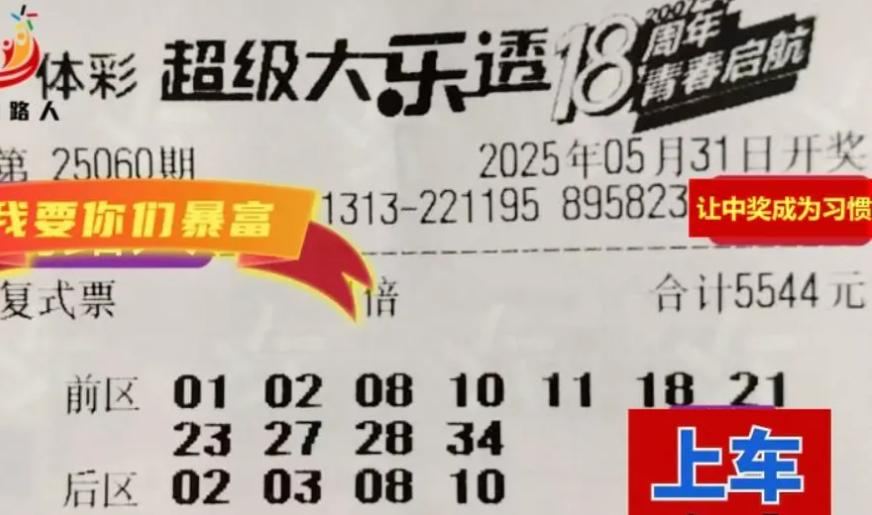 体彩 超级大乐透 18周年 青春启航
路人
第 25060期 2025年05月31日开奖
我要你们暴富 1313-221195 895823 让中奖成为习惯
复式票 倍 合计5544元
前区 01 02 08 10 11 18 21
23 27 28 34
后区 02 03 08 10
上车